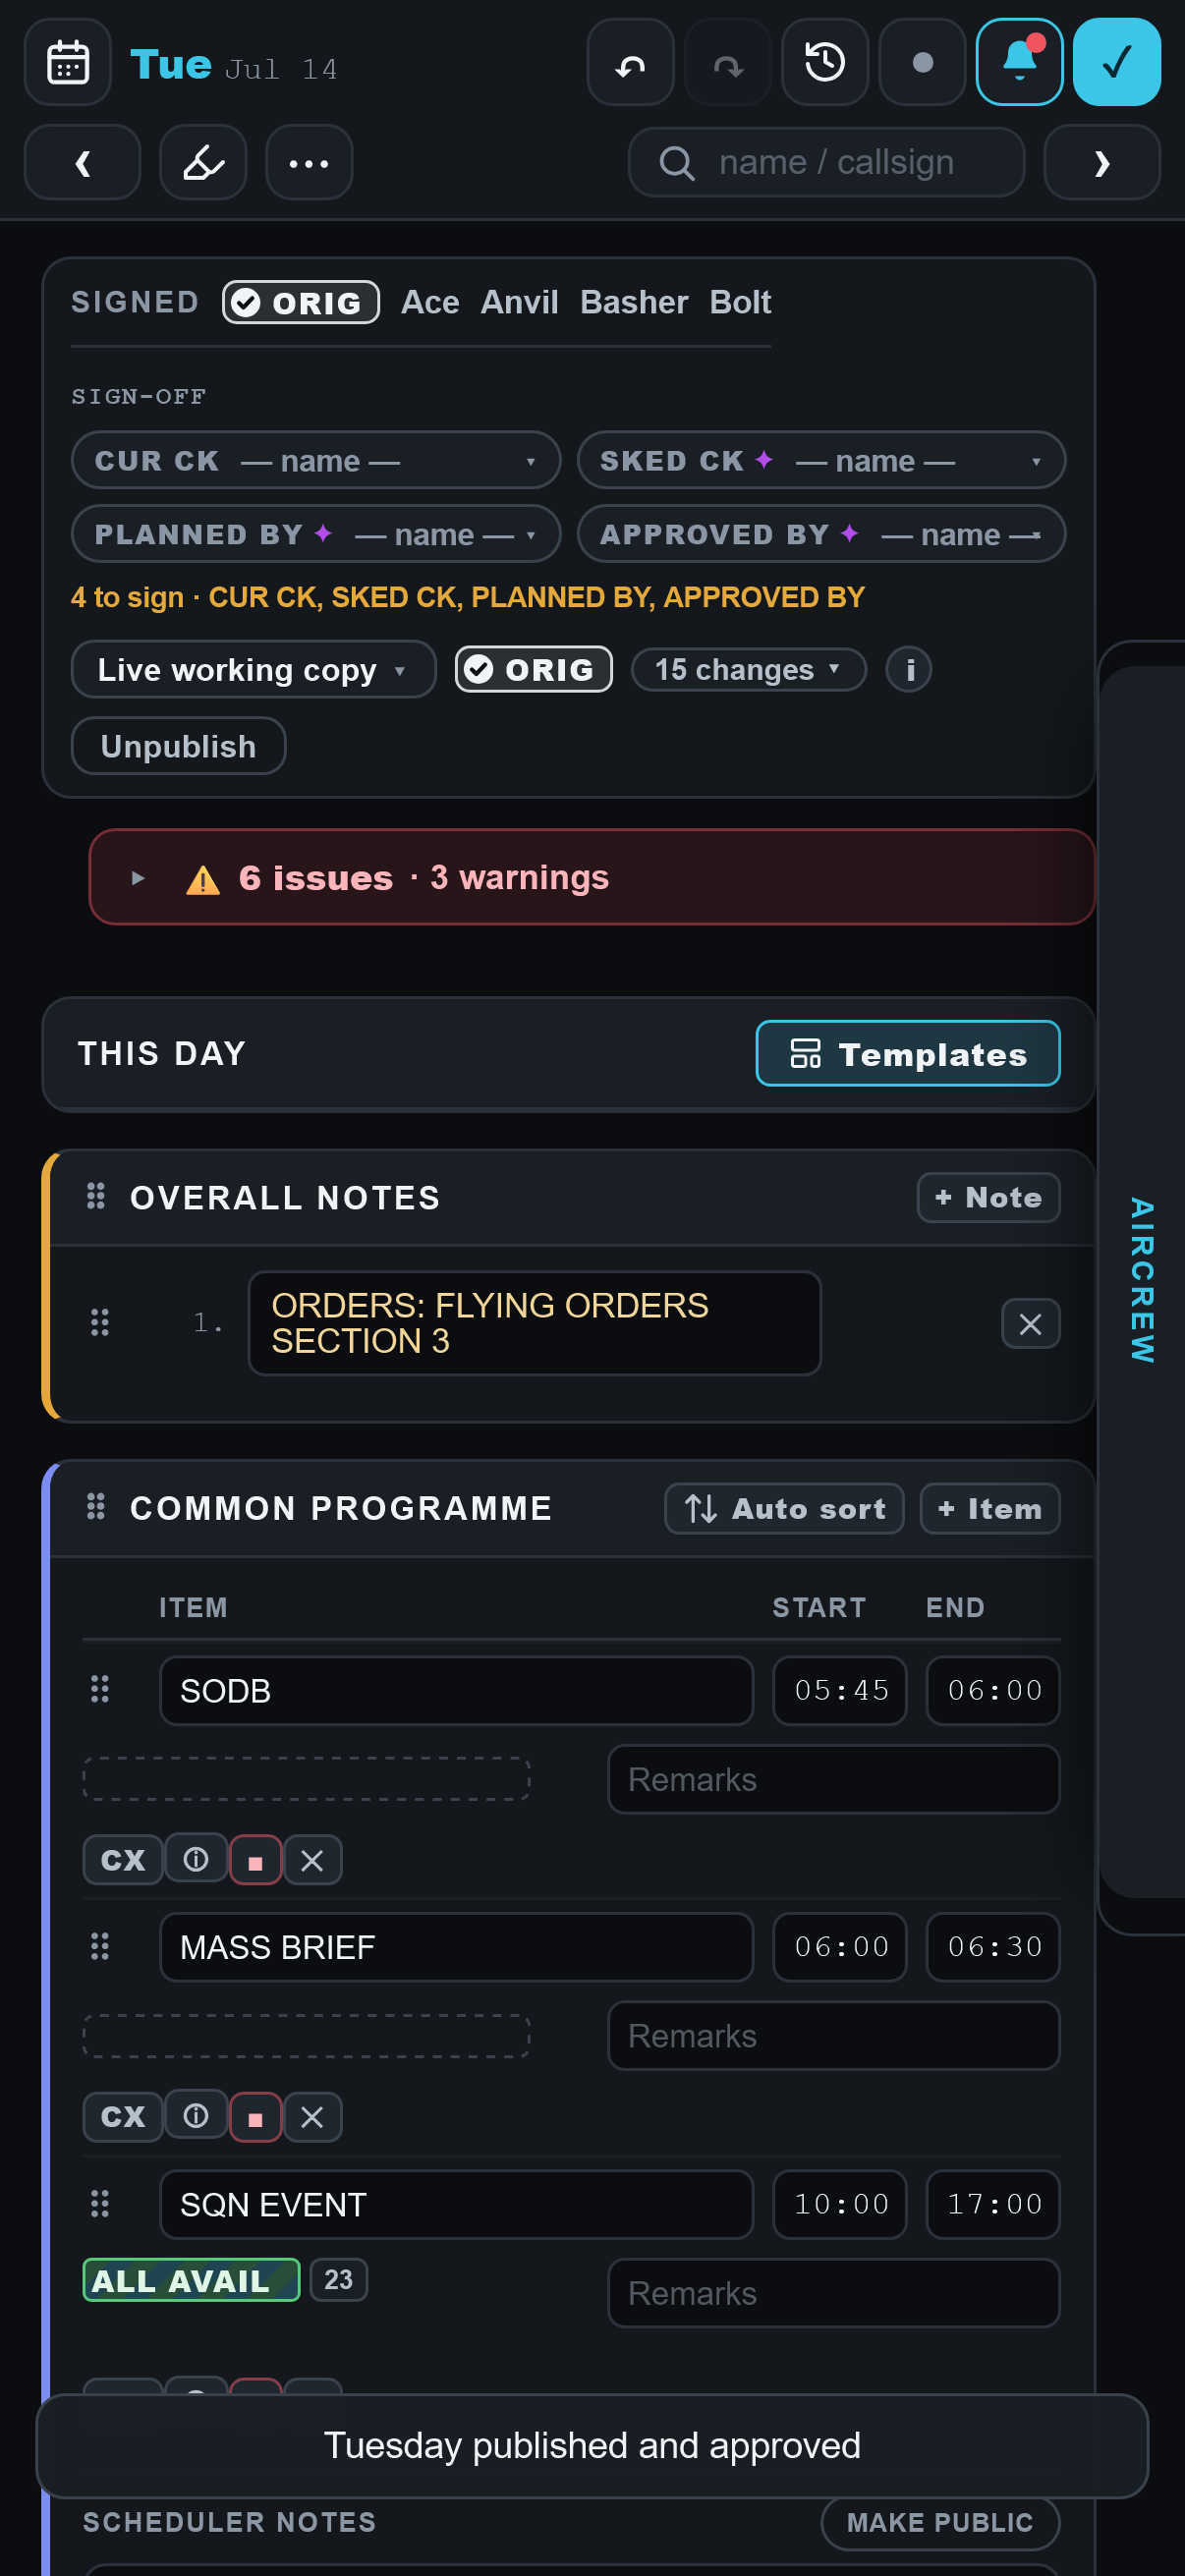 Tue Jul 14
name / callsign
SIGNED ORIG Ace Anvil Basher Bolt
SIGN-OFF
CUR CK — name —
SKED CK — name —
PLANNED BY — name —
APPROVED BY — name —
4 to sign · CUR CK, SKED CK, PLANNED BY, APPROVED BY
Live working copy ORIG 15 changes i
Unpublish
6 issues · 3 warnings
THIS DAY Templates
AIRCREW
OVERALL NOTES + Note
1. ORDERS: FLYING ORDERS
SECTION 3
COMMON PROGRAMME Auto sort + Item
ITEM START END
SODB 05:45 06:00
Remarks
CX
MASS BRIEF 06:00 06:30
Remarks
CX
SQN EVENT 10:00 17:00
ALL AVAIL 23 Remarks
Tuesday published and approved
SCHEDULER NOTES MAKE PUBLIC